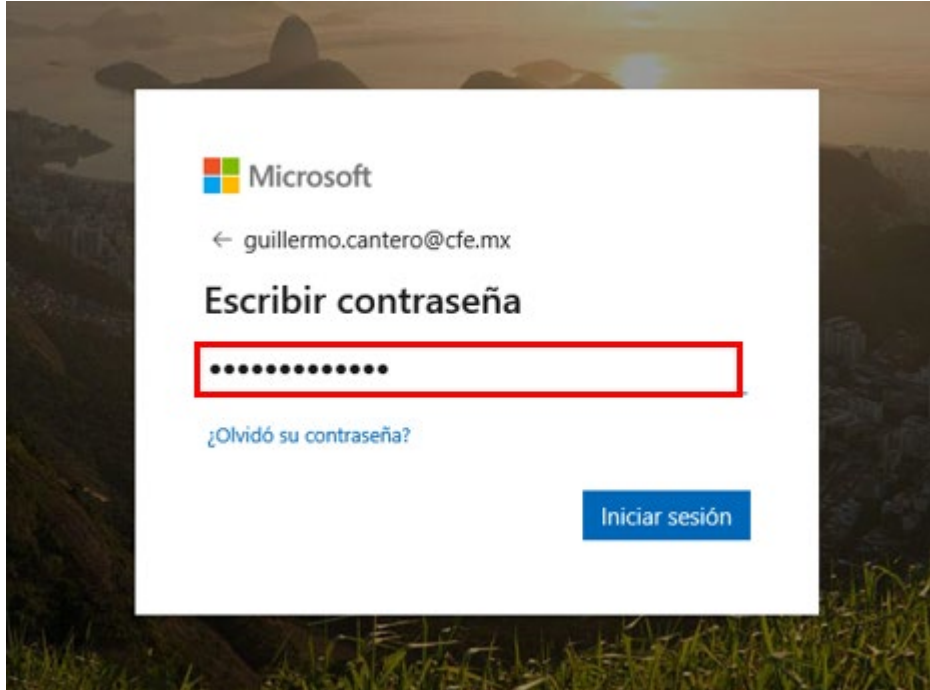 Microsoft
← guillermo.cantero@cfe.mx
Escribir contraseña
•••••••••••••
¿Olvidó su contraseña?
Iniciar sesión